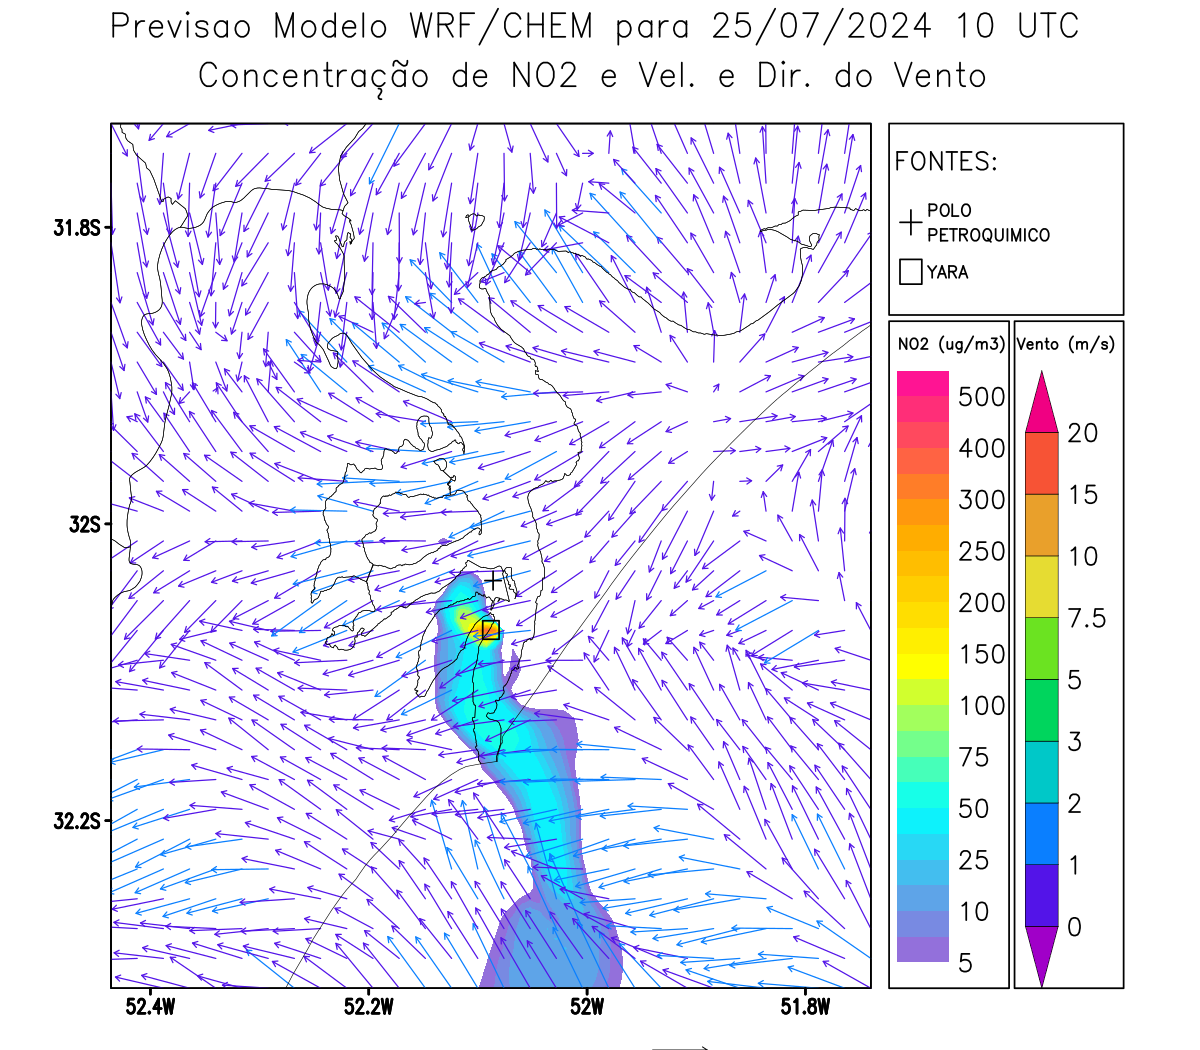 Previsao Modelo WRF/CHEM para 25/07/2024 10 UTC
Concentração de NO2 e Vel. e Dir. do Vento
FONTES:
POLO
PETROQUIMICO
YARA
NO2 (ug/m3)
500
400
300
250
200
150
100
75
50
25
10
5
Vento (m/s)
20
15
10
7.5
5
3
2
1
0
31.8S
32S
32.2S
52.4W
52.2W
52W
51.8W